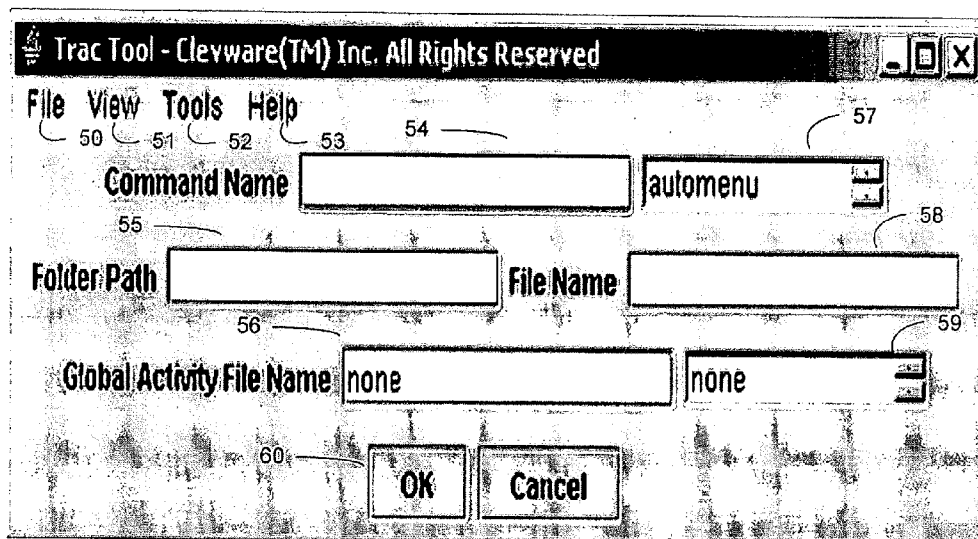 Trac Tool - Clevware(TM) Inc. All Rights Reserved
File View Tools Help
50 51 52 53 54 57
Command Name automenu
55 58
Folder Path File Name
56 59
Global Activity File Name none none
60
OK Cancel